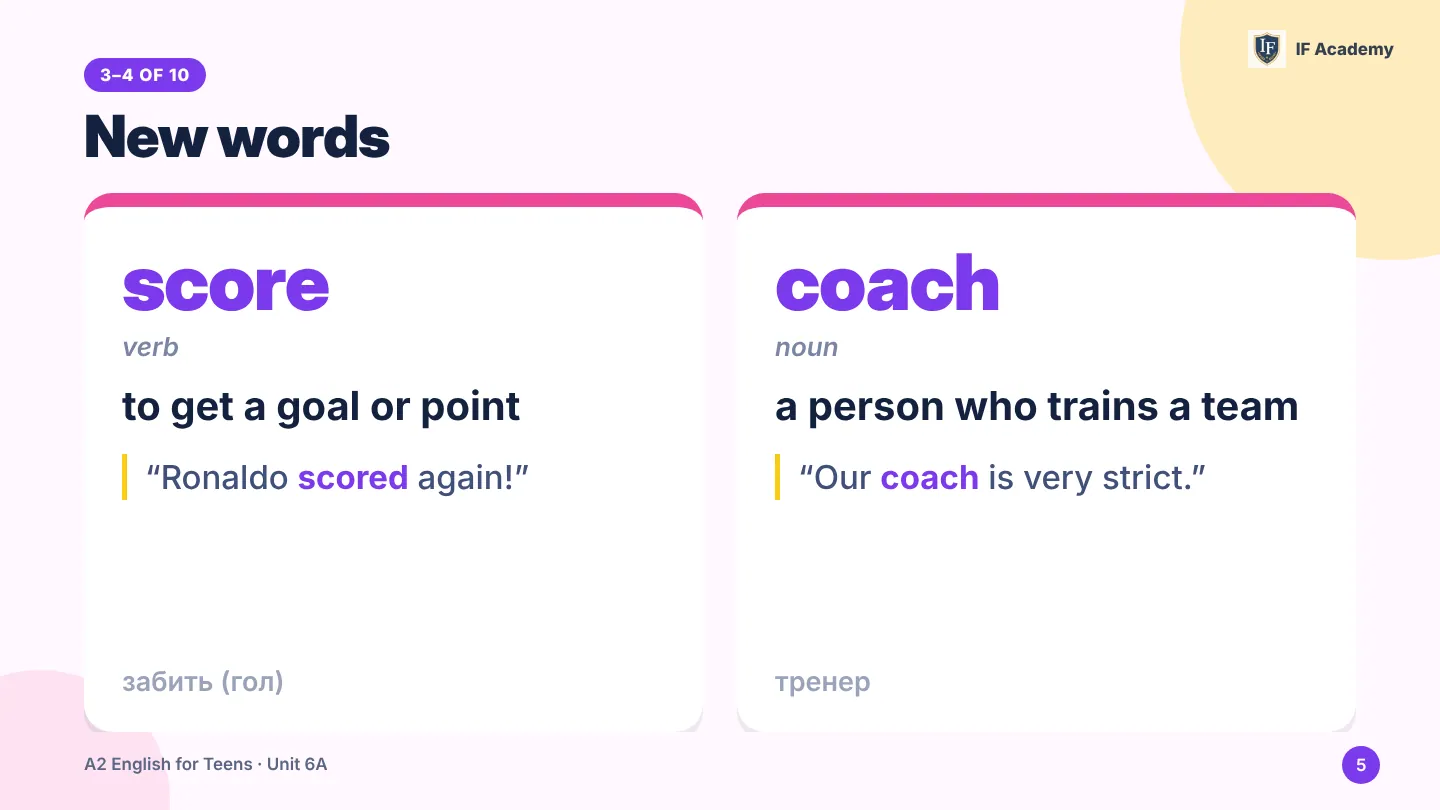 IF
IF Academy
3–4 OF 10
New words
score
verb
to get a goal or point
“Ronaldo scored again!”
забить (гол)
coach
noun
a person who trains a team
“Our coach is very strict.”
тренер
A2 English for Teens · Unit 6A
5